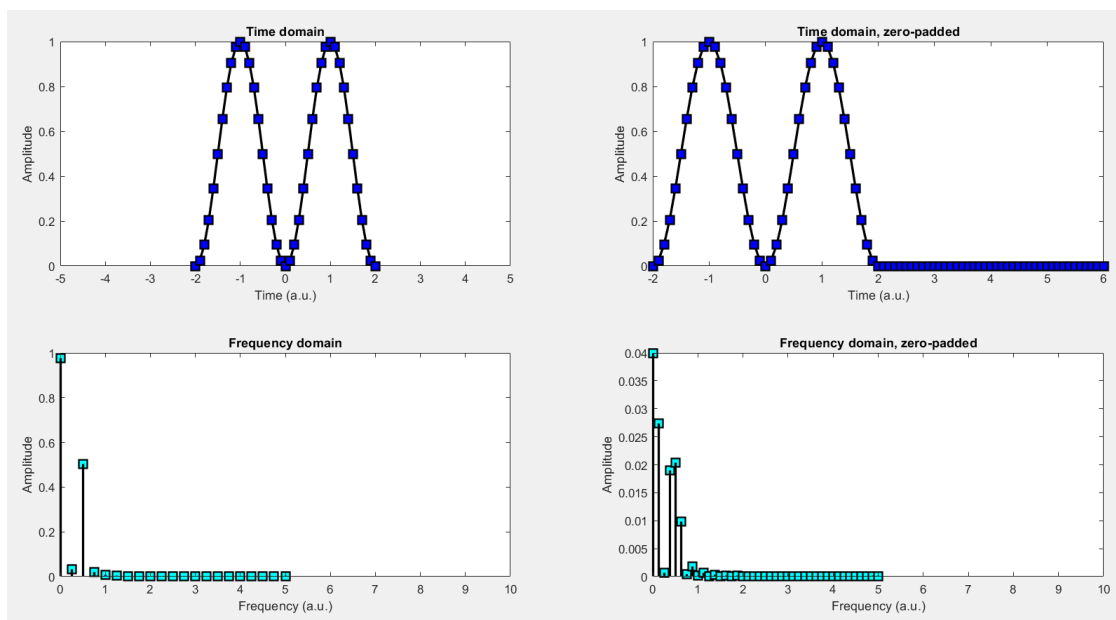 Time domain
1
0.8
0.6
0.4
0.2
0
Amplitude
-5 -4 -3 -2 -1 0 1 2 3 4 5
Time (a.u.)
Time domain, zero-padded
1
0.8
0.6
0.4
0.2
0
Amplitude
-2 -1 0 1 2 3 4 5 6
Time (a.u.)
Frequency domain
1
0.8
0.6
0.4
0.2
0
Amplitude
0 1 2 3 4 5 6 7 8 9 10
Frequency (a.u.)
Frequency domain, zero-padded
0.04
0.035
0.03
0.025
0.02
0.015
0.01
0.005
0
Amplitude
0 1 2 3 4 5 6 7 8 9 10
Frequency (a.u.)